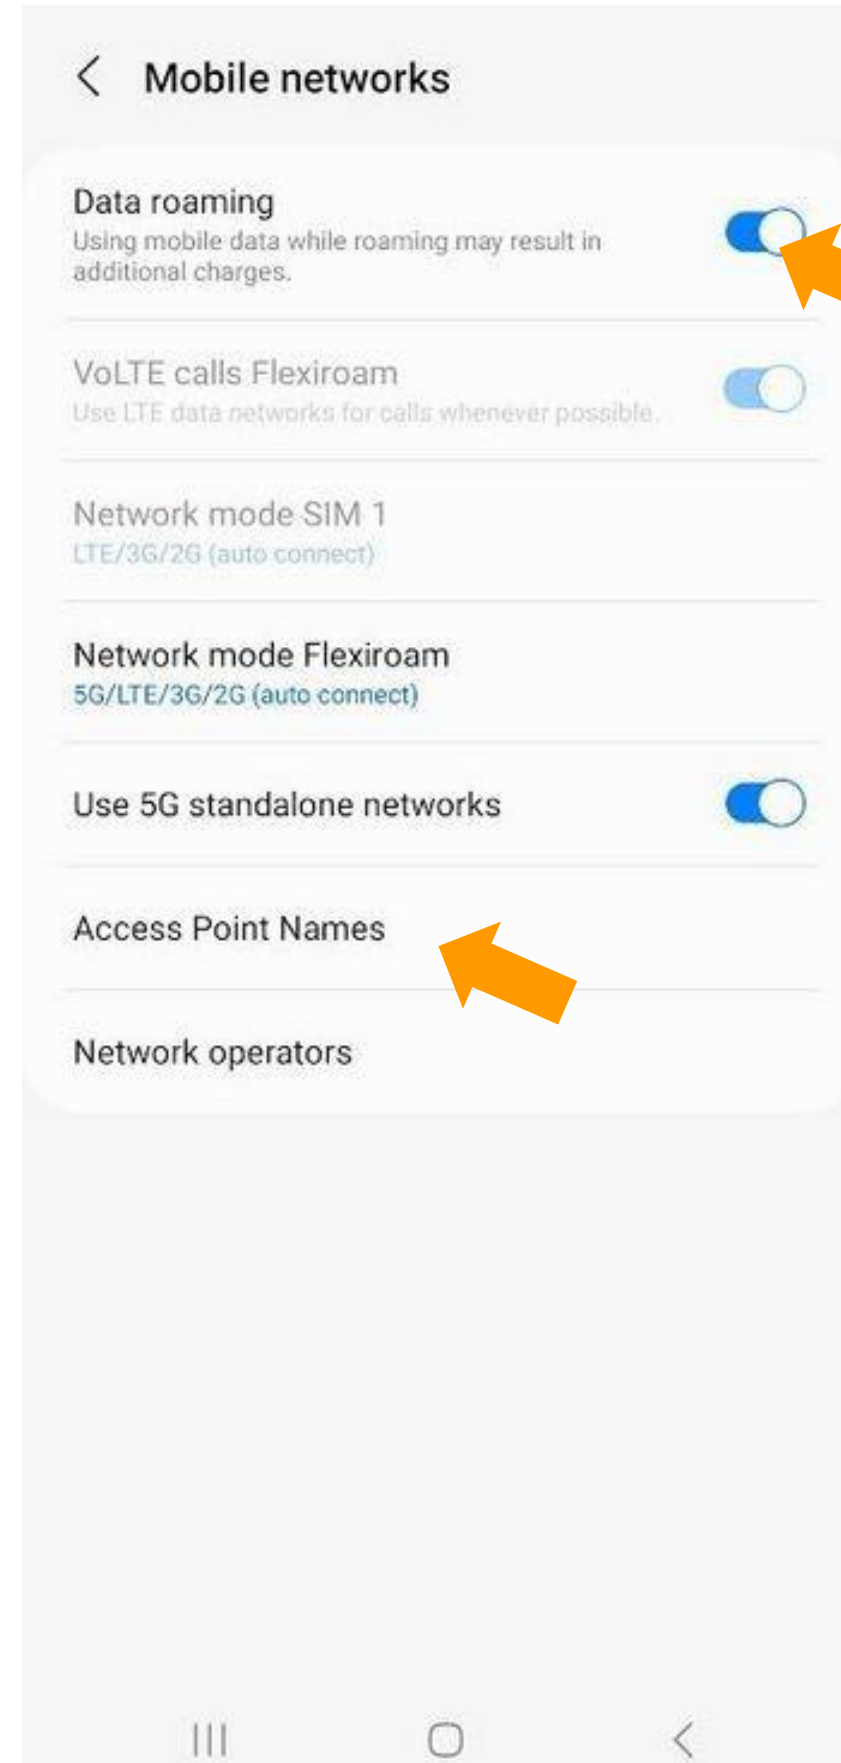 Mobile networks
Data roaming
Using mobile data while roaming may result in
additional charges.
VoLTE calls Flexiroam
Use LTE data networks for calls whenever possible.
Network mode SIM 1
LTE/3G/2G (auto connect)
Network mode Flexiroam
5G/LTE/3G/2G (auto connect)
Use 5G standalone networks
Access Point Names
Network operators